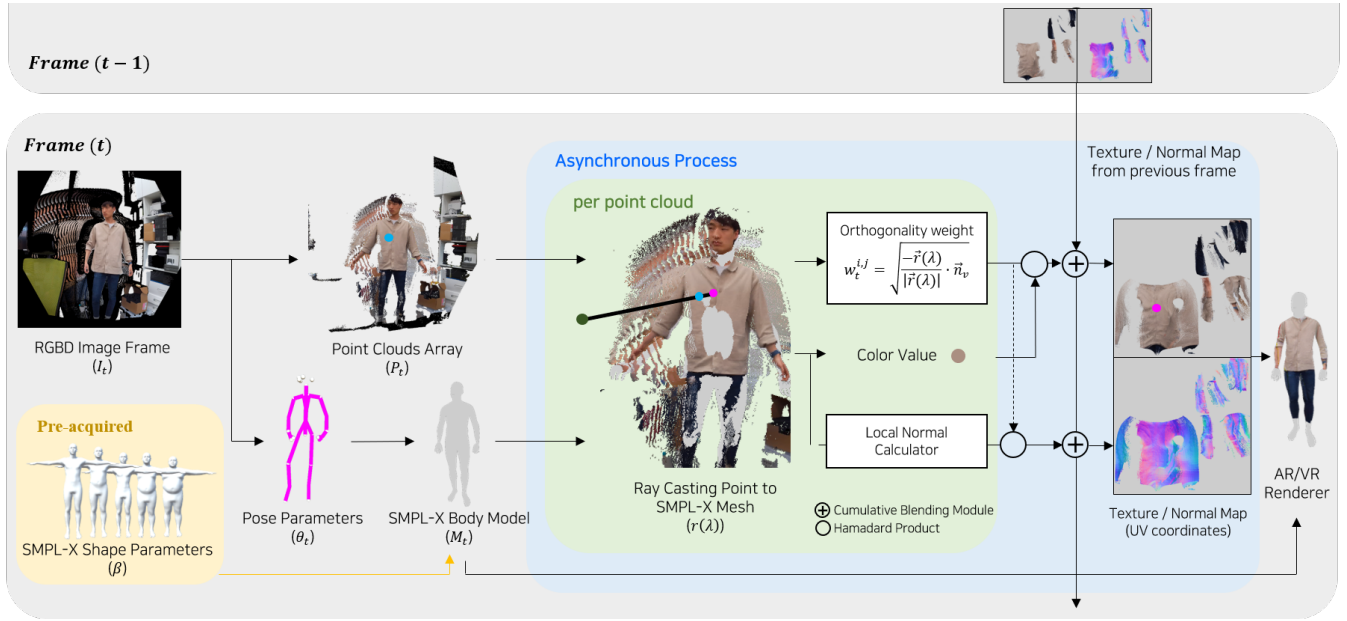 Frame (t − 1)
Frame (t)
Asynchronous Process
Texture / Normal Map
from previous frame
per point cloud
Orthogonality weight
w_t^{i,j} = √(−r⃗(λ) / |r⃗(λ)| · n⃗_v)
RGBD Image Frame
(I_t)
Point Clouds Array
(P_t)
Color Value
Pre-acquired
Local Normal
Calculator
AR/VR
Renderer
Ray Casting Point to
SMPL-X Mesh
(r(λ))
Cumulative Blending Module
Hamadard Product
Texture / Normal Map
(UV coordinates)
Pose Parameters
(θ_t)
SMPL-X Body Model
(M_t)
SMPL-X Shape Parameters
(β)